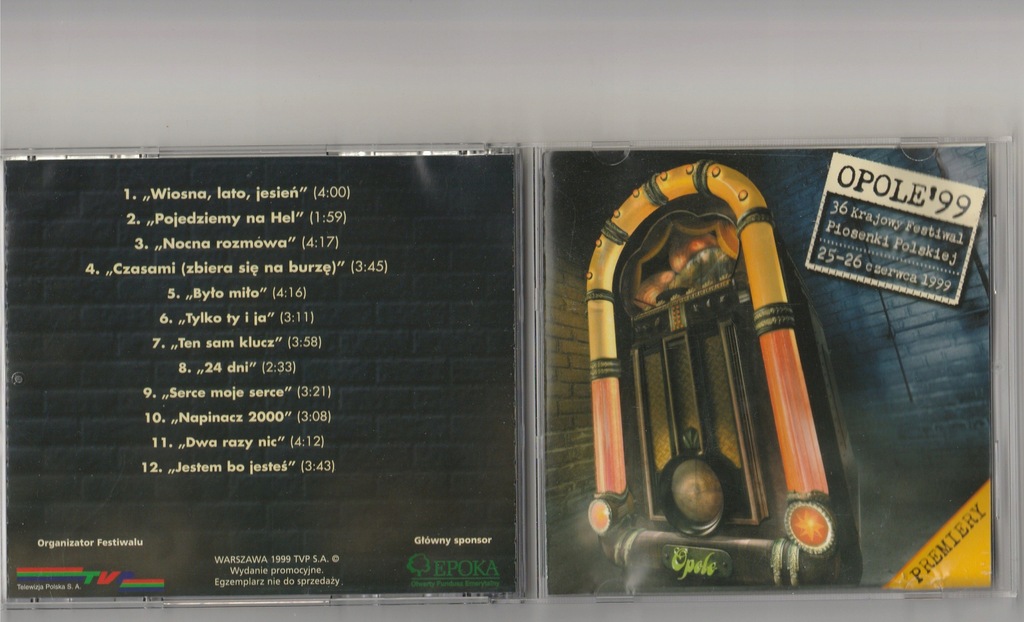 1. „Wiosna, lato, jesień” (4:00)
2. „Pojedziemy na Hel” (1:59)
3. „Nocna rozmowa” (4:17)
4. „Czasami (zbiera się na burzę)” (3:45)
5. „Było miło” (4:16)
6. „Tylko ty i ja” (3:11)
7. „Ten sam klucz” (3:58)
8. „24 dni” (2:33)
9. „Serce moje serce” (3:21)
10. „Napinacz 2000” (3:08)
11. „Dwa razy nic” (4:12)
12. „Jestem bo jesteś” (3:43)
Organizator Festiwalu
TVP
Telewizja Polska S. A.
WARSZAWA 1999 TVP S.A. ©
Wydanie promocyjne.
Egzemplarz nie do sprzedaży.
Główny sponsor
EPOKA
Otwarty Fundusz Emerytalny
OPOLE'99
36 Krajowy Festiwal
Piosenki Polskiej
25-26 czerwca 1999
Opole
PREMIERY